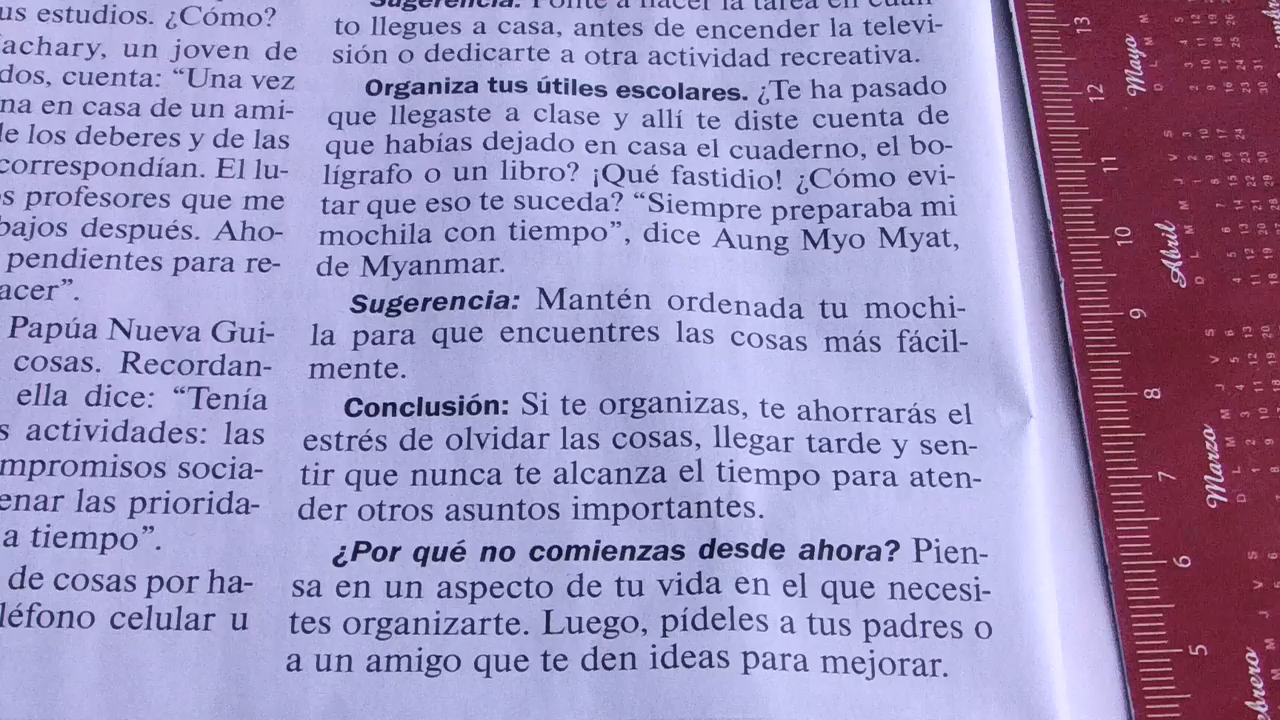 us estudios. ¿Cómo?
achary, un joven de
dos, cuenta: “Una vez
na en casa de un ami-
le los deberes y de las
correspondían. El lu-
s profesores que me
bajos después. Aho-
pendientes para re-
acer”.
Papúa Nueva Gui-
cosas. Recordan-
ella dice: “Tenía
s actividades: las
mpromisos socia-
enar las priorida-
a tiempo”.
de cosas por ha-
léfono celular u
Sugerencia: Ponte a hacer la tarea en cuan-
to llegues a casa, antes de encender la televi-
sión o dedicarte a otra actividad recreativa.
Organiza tus útiles escolares. ¿Te ha pasado
que llegaste a clase y allí te diste cuenta de
que habías dejado en casa el cuaderno, el bo-
lígrafo o un libro? ¡Qué fastidio! ¿Cómo evi-
tar que eso te suceda? “Siempre preparaba mi
mochila con tiempo”, dice Aung Myo Myat,
de Myanmar.
Sugerencia: Mantén ordenada tu mochi-
la para que encuentres las cosas más fácil-
mente.
Conclusión: Si te organizas, te ahorrarás el
estrés de olvidar las cosas, llegar tarde y sen-
tir que nunca te alcanza el tiempo para aten-
der otros asuntos importantes.
¿Por qué no comienzas desde ahora? Pien-
sa en un aspecto de tu vida en el que necesi-
tes organizarte. Luego, pídeles a tus padres o
a un amigo que te den ideas para mejorar.
13
12
11
10
9
8
7
6
5
Mayo
Abril
Marzo
brero